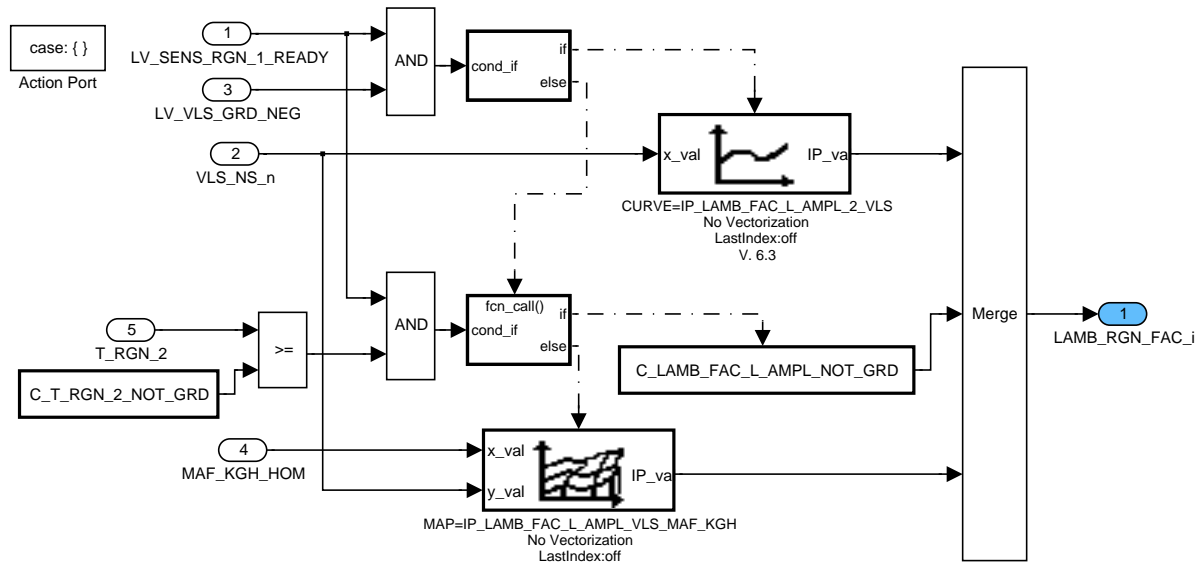 case: { }
Action Port
1
LV_SENS_RGN_1_READY
3
LV_VLS_GRD_NEG
AND
cond_if
if
else
2
VLS_NS_n
x_val
IP_va
CURVE=IP_LAMB_FAC_L_AMPL_2_VLS
No Vectorization
LastIndex:off
V. 6.3
5
T_RGN_2
C_T_RGN_2_NOT_GRD
>=
AND
fcn_call()
cond_if
if
else
C_LAMB_FAC_L_AMPL_NOT_GRD
Merge
1
LAMB_RGN_FAC_i
4
MAF_KGH_HOM
x_val
y_val
IP_va
MAP=IP_LAMB_FAC_L_AMPL_VLS_MAF_KGH
No Vectorization
LastIndex:off